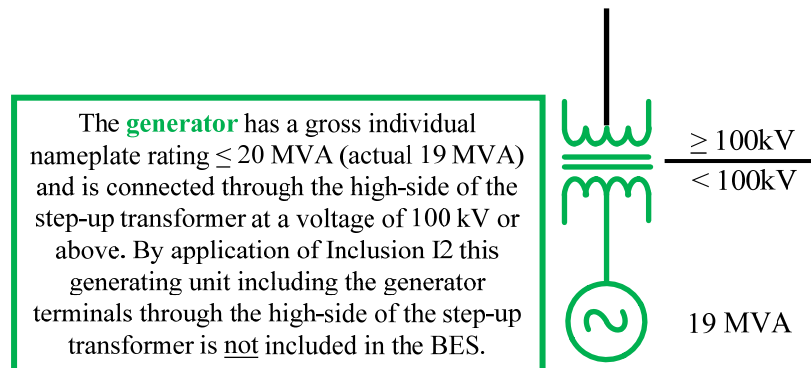 The generator has a gross individual
nameplate rating ≤ 20 MVA (actual 19 MVA)
and is connected through the high-side of the
step-up transformer at a voltage of 100 kV or
above. By application of Inclusion I2 this
generating unit including the generator
terminals through the high-side of the step-up
transformer is not included in the BES.
≥ 100kV
< 100kV
19 MVA